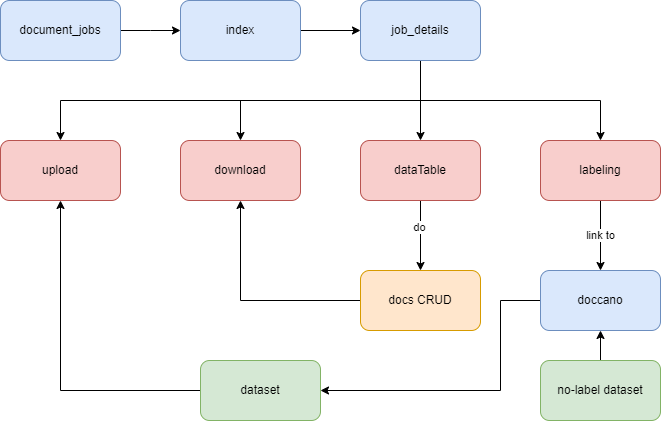 document_jobs
index
job_details
upload
download
dataTable
labeling
do
link to
docs CRUD
doccano
dataset
no-label dataset